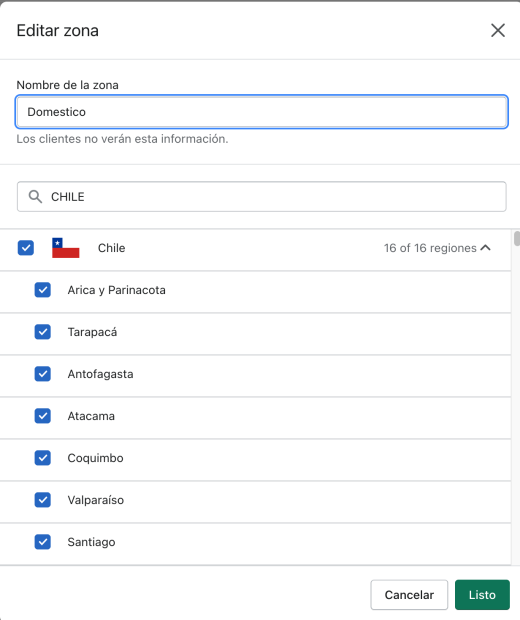 Editar zona
Nombre de la zona
Domestico
Los clientes no verán esta información.
CHILE
Chile 16 of 16 regiones
Arica y Parinacota
Tarapacá
Antofagasta
Atacama
Coquimbo
Valparaíso
Santiago
Cancelar Listo